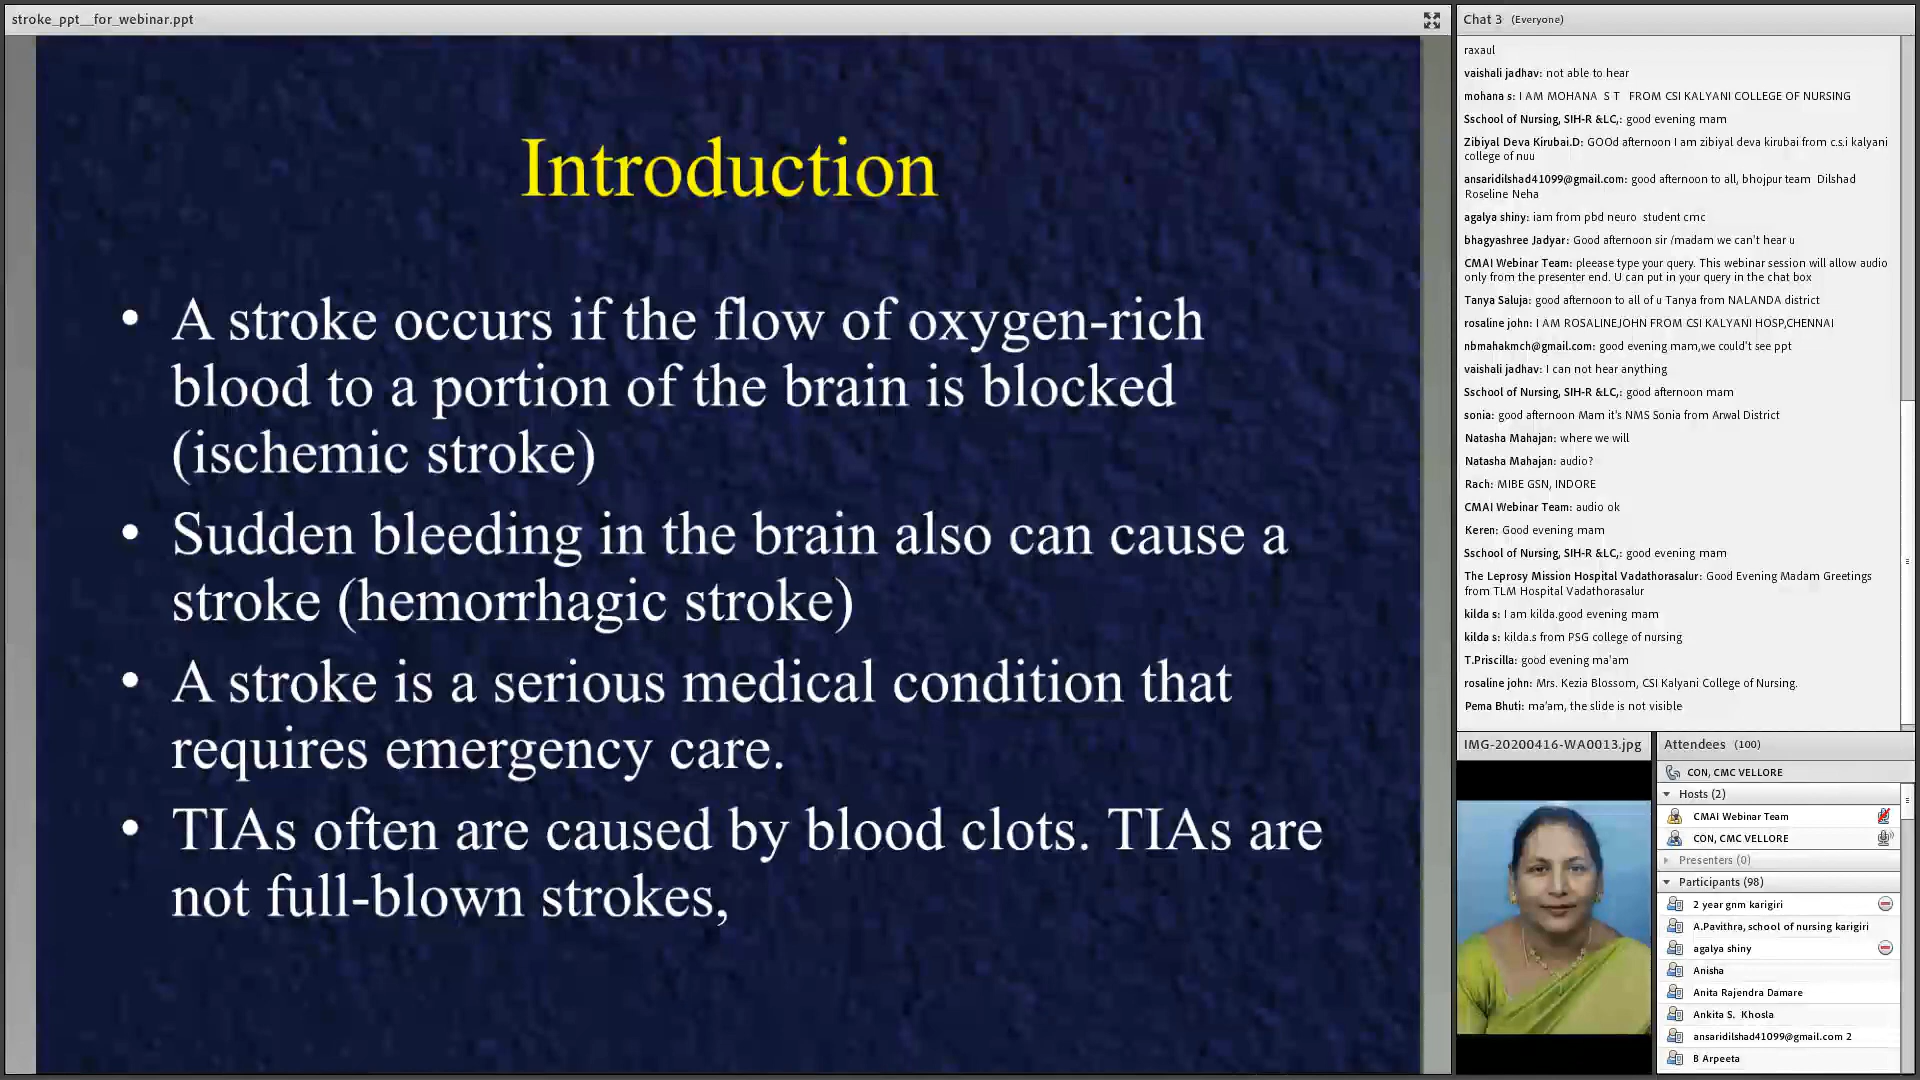 stroke_ppt__for_webinar.ppt
Introduction
• A stroke occurs if the flow of oxygen-rich
blood to a portion of the brain is blocked
(ischemic stroke)
• Sudden bleeding in the brain also can cause a
stroke (hemorrhagic stroke)
• A stroke is a serious medical condition that
requires emergency care.
• TIAs often are caused by blood clots. TIAs are
not full-blown strokes,
Chat 3 (Everyone)
raxaul
vaishali jadhav: not able to hear
mohana s: I AM MOHANA S T FROM CSI KALYANI COLLEGE OF NURSING
Sschool of Nursing, SIH-R &LC,: good evening mam
Zibiyal Deva Kirubai.D: GOOd afternoon I am zibiyal deva kirubai from c.s.i kalyani
college of nuu
ansaridilshad41099@gmail.com: good afternoon to all, bhojpur team Dilshad
Roseline Neha
agalya shiny: iam from pbd neuro student cmc
bhagyashree Jadyar: Good afternoon sir /madam we can't hear u
CMAI Webinar Team: pleease type your query. This webinar session will allow audio
only from the presenter end. U can put in your query in the chat box
Tanya Saluja: good afternoon to all of u Tanya from NALANDA district
rosaline john: I AM ROSALINEJOHN FROM CSI KALYANI HOSP,CHENNAI
nbmahakmch@gmail.com: good evening mam,we could't see ppt
vaishali jadhav: I can not hear anything
Sschool of Nursing, SIH-R &LC,: good afternoon mam
sonia: good afternoon Mam it's NMS Sonia from Arwal District
Natasha Mahajan: where we will
Natasha Mahajan: audio?
Rach: MIBE GSN, INDORE
CMAI Webinar Team: audio ok
Keren: Good evening mam
Sschool of Nursing, SIH-R &LC,: good evening mam
The Leprosy Mission Hospital Vadathorasalur: Good Evening Madam Greetings
from TLM Hospital Vadathorasalur
kilda s: I am kilda.good evening mam
kilda s: kilda.s from PSG college of nursing
T.Priscilla: good evening ma'am
rosaline john: Mrs. Kezia Blossom, CSI Kalyani College of Nursing.
Pema Bhuti: ma'am, the slide is not visible
IMG-20200416-WA0013.jpg
Attendees (100)
CON, CMC VELLORE
Hosts (2)
CMAI Webinar Team
CON, CMC VELLORE
Presenters (0)
Participants (98)
2 year gnm karigiri
A.Pavithra, school of nursing karigiri
agalya shiny
Anisha
Anita Rajendra Damare
Ankita S. Khosla
ansaridilshad41099@gmail.com 2
B Arpeeta